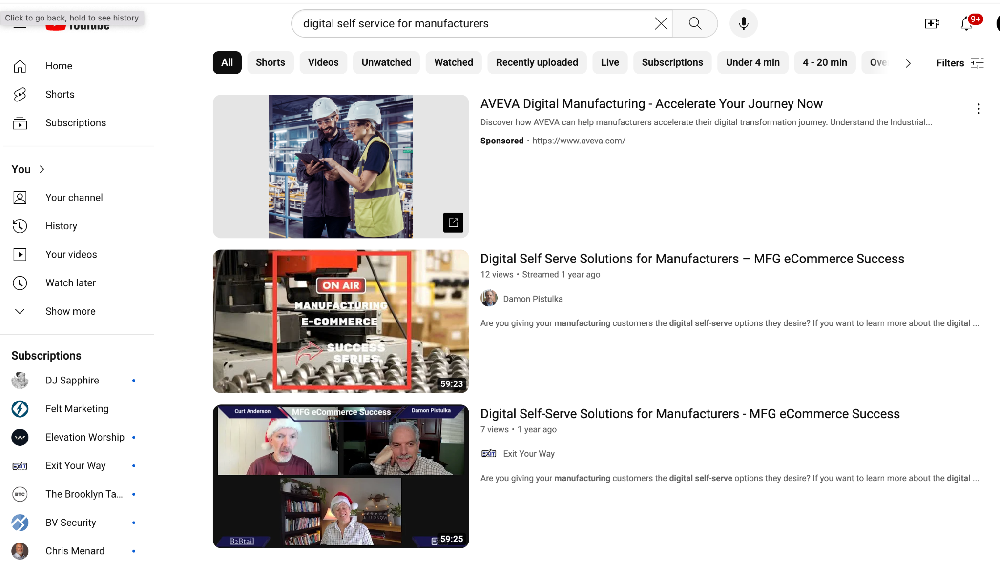 Click to go back, hold to see history
YouTube
digital self service for manufacturers
9+
All
Shorts
Videos
Unwatched
Watched
Recently uploaded
Live
Subscriptions
Under 4 min
4 - 20 min
Filters
Home
Shorts
Subscriptions
You
Your channel
History
Your videos
Watch later
Show more
Subscriptions
DJ Sapphire
Felt Marketing
Elevation Worship
EXIT
Exit Your Way
BTC
The Brooklyn Ta...
BV Security
Chris Menard
AVEVA Digital Manufacturing - Accelerate Your Journey Now
Discover how AVEVA can help manufacturers accelerate their digital transformation journey. Understand the Industrial...
Sponsored · https://www.aveva.com/
ON AIR
MANUFACTURING
E-COMMERCE
SUCCESS
SERIES
59:23
Digital Self Serve Solutions for Manufacturers – MFG eCommerce Success
12 views • Streamed 1 year ago
Damon Pistulka
Are you giving your manufacturing customers the digital self-serve options they desire? If you want to learn more about the digital ...
Curt Anderson
MFG eCommerce Success
Damon Pistulka
LET IT SNOW
B2Btail
59:25
Digital Self-Serve Solutions for Manufacturers - MFG eCommerce Success
7 views • 1 year ago
EXIT
Exit Your Way
Are you giving your manufacturing customers the digital self-serve options they desire? If you want to learn more about the digital ...